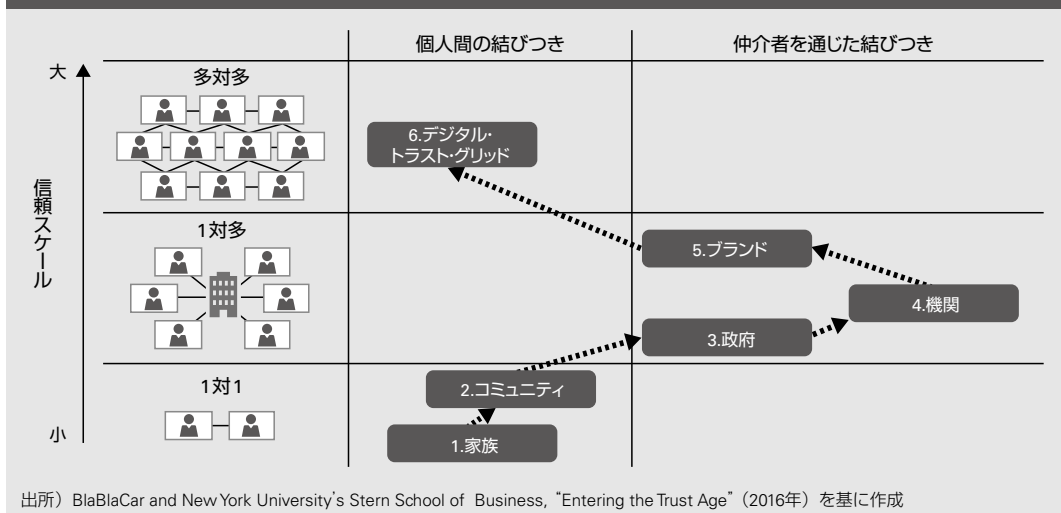 個人間の結びつき
仲介者を通じた結びつき
大
信頼スケール
小
多対多
6.デジタル・
トラスト・グリッド
1対多
5.ブランド
4.機関
3.政府
1対1
2.コミュニティ
1.家族
出所）BlaBlaCar and New York University's Stern School of Business, “Entering the Trust Age”（2016年）を基に作成